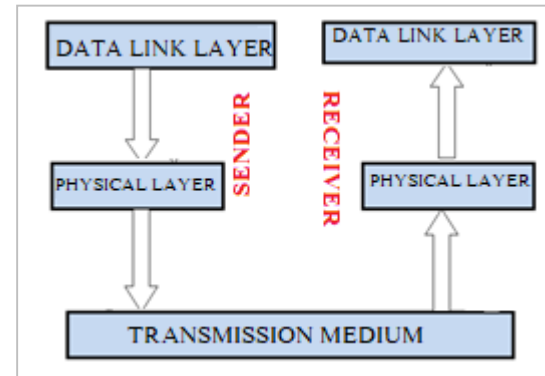 DATA LINK LAYER
DATA LINK LAYER
SENDER
RECEIVER
PHYSICAL LAYER
PHYSICAL LAYER
TRANSMISSION MEDIUM